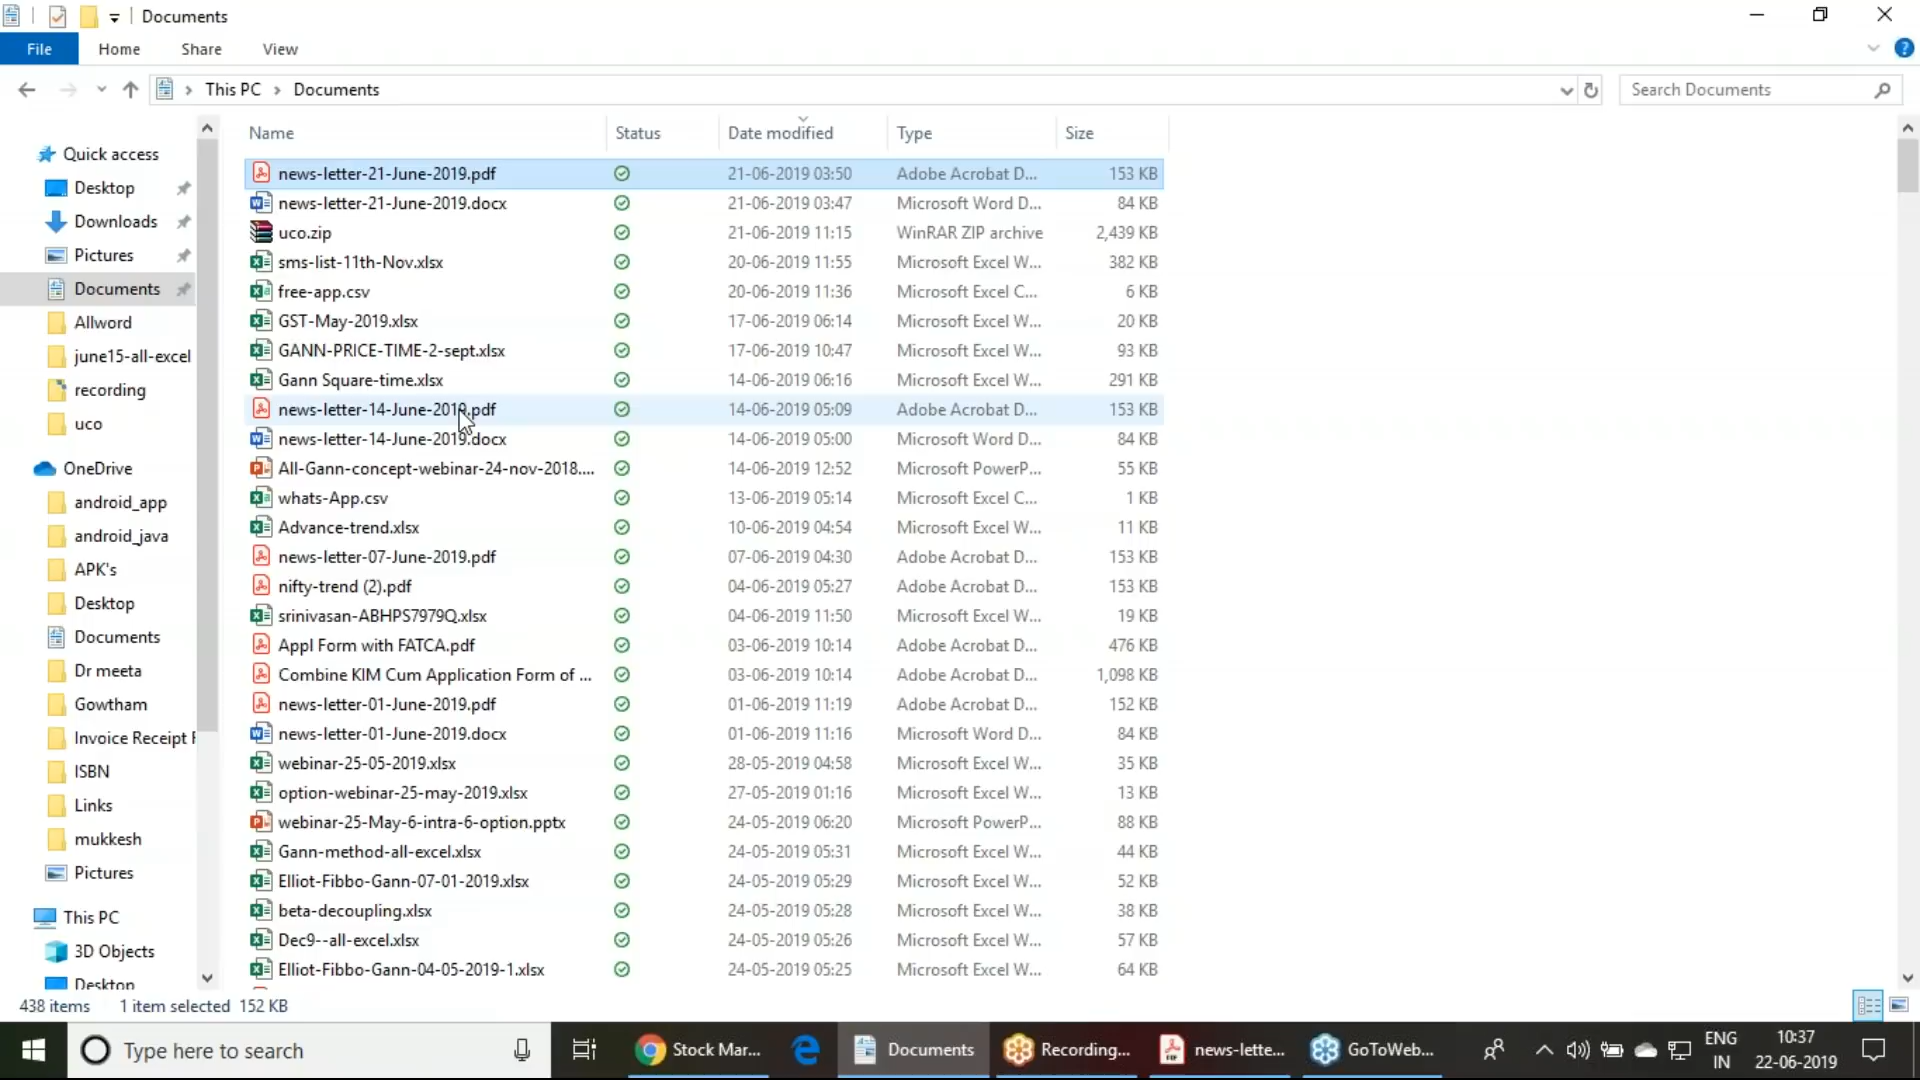 Documents
File Home Share View
This PC Documents
Search Documents
Name Status Date modified Type Size
Quick access
Desktop
Downloads
Pictures
Documents
Allword
june15-all-excel
recording
uco
OneDrive
android_app
android_java
APK's
Desktop
Documents
Dr meeta
Gowtham
Invoice Receipt
ISBN
Links
mukkesh
Pictures
This PC
3D Objects
Desktop
news-letter-21-June-2019.pdf 21-06-2019 03:50 Adobe Acrobat D... 153 KB
news-letter-21-June-2019.docx 21-06-2019 03:47 Microsoft Word D... 84 KB
uco.zip 21-06-2019 11:15 WinRAR ZIP archive 2,439 KB
sms-list-11th-Nov.xlsx 20-06-2019 11:55 Microsoft Excel W... 382 KB
free-app.csv 20-06-2019 11:36 Microsoft Excel C... 6 KB
GST-May-2019.xlsx 17-06-2019 06:14 Microsoft Excel W... 20 KB
GANN-PRICE-TIME-2-sept.xlsx 17-06-2019 10:47 Microsoft Excel W... 93 KB
Gann Square-time.xlsx 14-06-2019 06:16 Microsoft Excel W... 291 KB
news-letter-14-June-2019.pdf 14-06-2019 05:09 Adobe Acrobat D... 153 KB
news-letter-14-June-2019.docx 14-06-2019 05:00 Microsoft Word D... 84 KB
All-Gann-concept-webinar-24-nov-2018.... 14-06-2019 12:52 Microsoft PowerP... 55 KB
whats-App.csv 13-06-2019 05:14 Microsoft Excel C... 1 KB
Advance-trend.xlsx 10-06-2019 04:54 Microsoft Excel W... 11 KB
news-letter-07-June-2019.pdf 07-06-2019 04:30 Adobe Acrobat D... 153 KB
nifty-trend (2).pdf 04-06-2019 05:27 Adobe Acrobat D... 153 KB
srinivasan-ABHPS7979Q.xlsx 04-06-2019 11:50 Microsoft Excel W... 19 KB
Appl Form with FATCA.pdf 03-06-2019 10:14 Adobe Acrobat D... 476 KB
Combine KIM Cum Application Form of ... 03-06-2019 10:14 Adobe Acrobat D... 1,098 KB
news-letter-01-June-2019.pdf 01-06-2019 11:19 Adobe Acrobat D... 152 KB
news-letter-01-June-2019.docx 01-06-2019 11:16 Microsoft Word D... 84 KB
webinar-25-05-2019.xlsx 28-05-2019 04:58 Microsoft Excel W... 35 KB
option-webinar-25-may-2019.xlsx 27-05-2019 01:16 Microsoft Excel W... 13 KB
webinar-25-May-6-intra-6-option.pptx 24-05-2019 06:20 Microsoft PowerP... 88 KB
Gann-method-all-excel.xlsx 24-05-2019 05:31 Microsoft Excel W... 44 KB
Elliot-Fibbo-Gann-07-01-2019.xlsx 24-05-2019 05:29 Microsoft Excel W... 52 KB
beta-decoupling.xlsx 24-05-2019 05:28 Microsoft Excel W... 38 KB
Dec9--all-excel.xlsx 24-05-2019 05:26 Microsoft Excel W... 57 KB
Elliot-Fibbo-Gann-04-05-2019-1.xlsx 24-05-2019 05:25 Microsoft Excel W... 64 KB
438 items 1 item selected 152 KB
Type here to search Stock Mar... Documents Recording... news-lette... GoToWeb... ENG 10:37
IN 22-06-2019